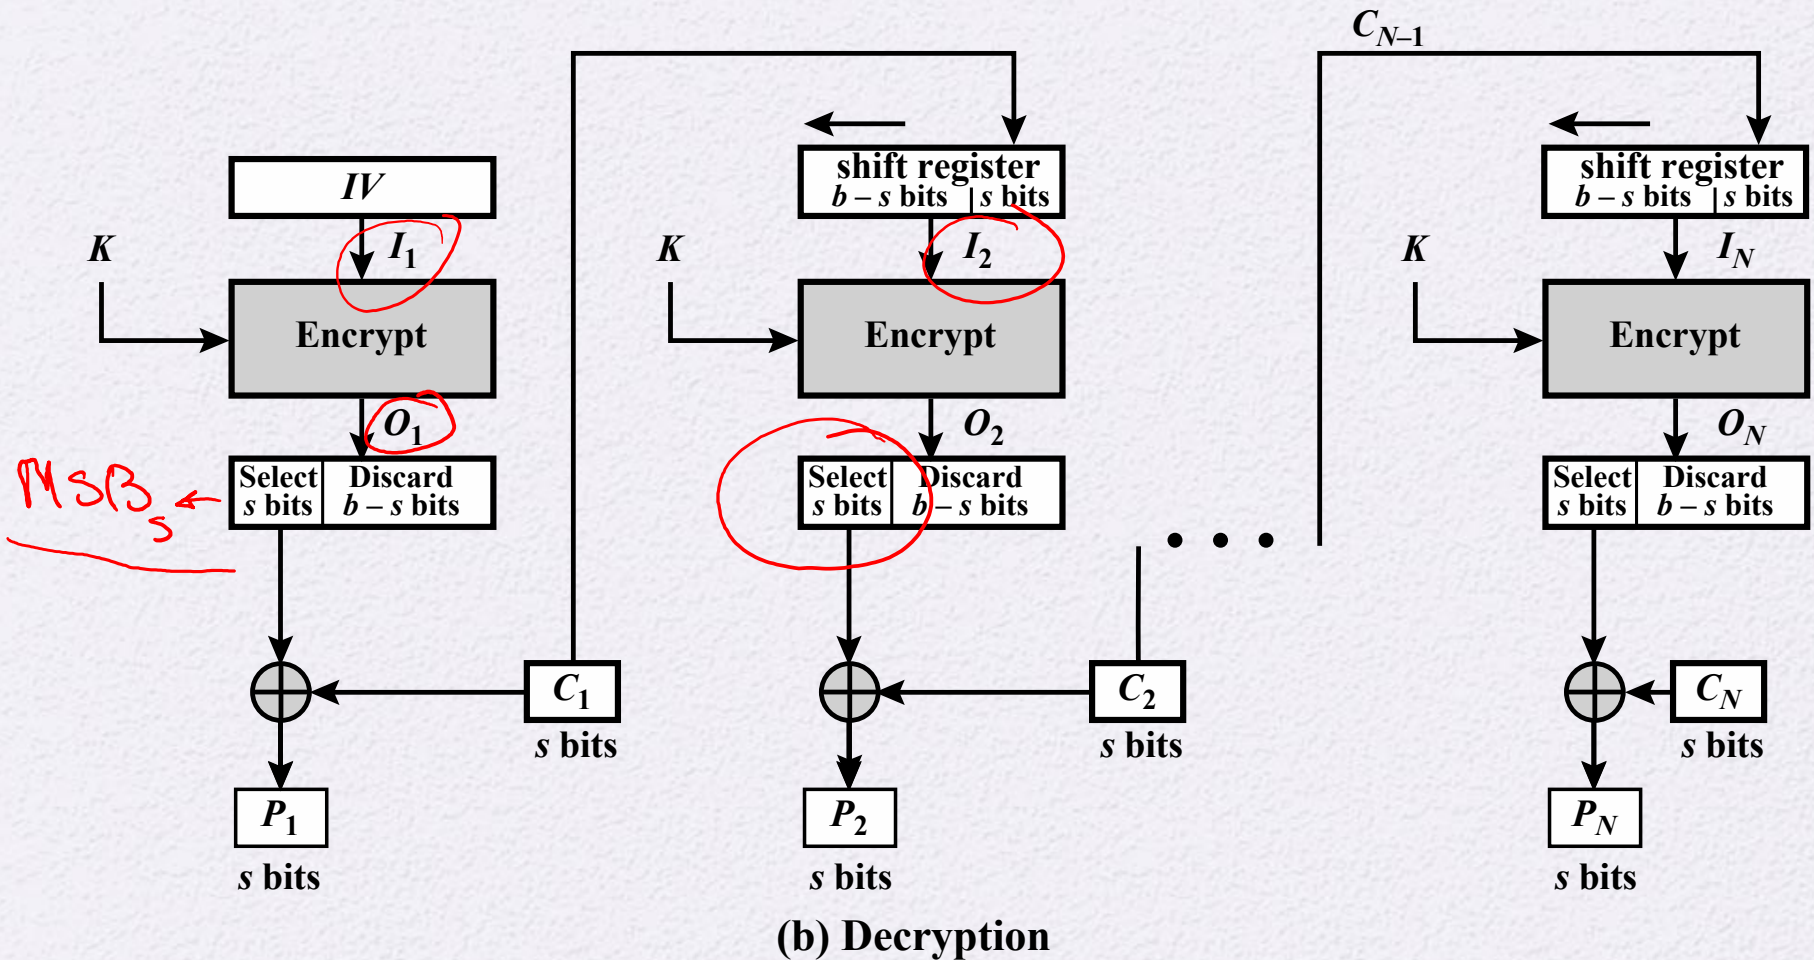 C_{N–1}
IV
shift register
b – s bits | s bits
shift register
b – s bits | s bits
K
I_1
K
I_2
K
I_N
Encrypt
Encrypt
Encrypt
O_1
O_2
O_N
MSB_s
Select
s bits
Discard
b – s bits
Select
s bits
Discard
b – s bits
Select
s bits
Discard
b – s bits
C_1
s bits
C_2
s bits
C_N
s bits
P_1
s bits
P_2
s bits
P_N
s bits
(b) Decryption